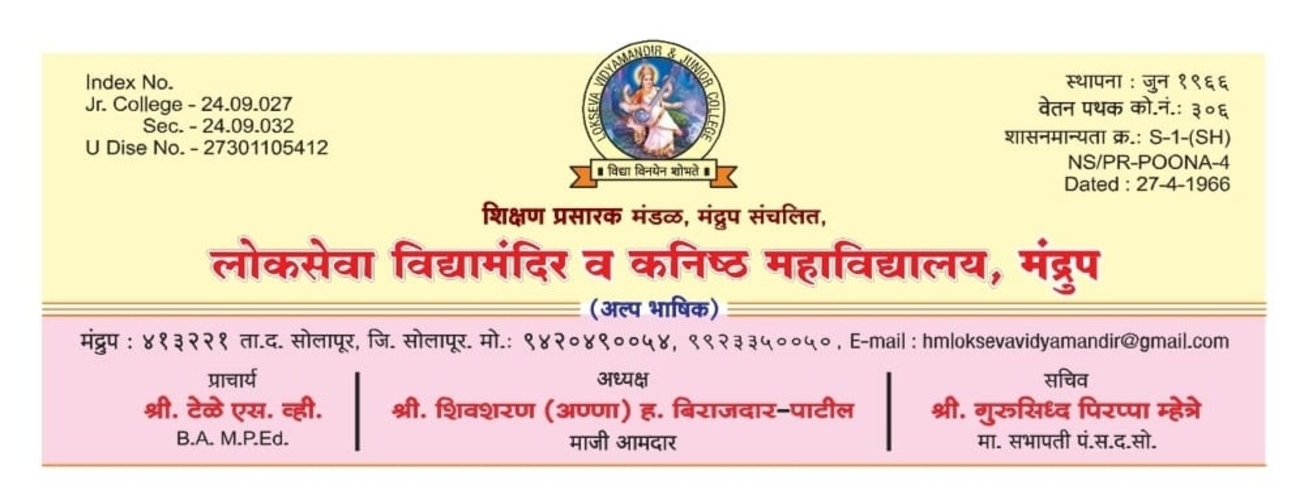 Index No.
Jr. College - 24.09.027
Sec. - 24.09.032
U Dise No. - 27301105412
LOKSEVA VIDYAMANDIR & JUNIOR COLLEGE
विद्या विनयेन शोभते
स्थापना : जुन १९६६
वेतन पथक को.नं.: ३०६
शासनमान्यता क्र.: S-1-(SH)
NS/PR-POONA-4
Dated : 27-4-1966
शिक्षण प्रसारक मंडळ, मंद्रुप संचलित,
लोकसेवा विद्यामंदिर व कनिष्ठ महाविद्यालय, मंद्रुप
(अल्प भाषिक)
मंद्रुप : ४१३२२१ ता.द. सोलापूर, जि. सोलापूर. मो.: ९४२०४९००५४, ९९२३३५००५०, E-mail : hmloksevavidyamandir@gmail.com
प्राचार्य
श्री. टेळे एस. व्ही.
B.A. M.P.Ed.
अध्यक्ष
श्री. शिवशरण (अण्णा) ह. बिराजदार-पाटील
माजी आमदार
सचिव
श्री. गुरुसिध्द पिरप्पा म्हेत्रे
मा. सभापती पं.स.द.सो.